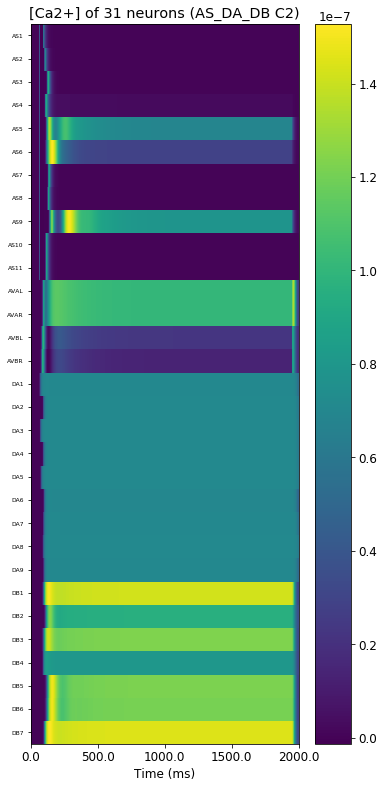 [Ca2+] of 31 neurons (AS_DA_DB C2)
1e−7
AS1
AS2
AS3
AS4
AS5
AS6
AS7
AS8
AS9
AS10
AS11
AVAL
AVAR
AVBL
AVBR
DA1
DA2
DA3
DA4
DA5
DA6
DA7
DA8
DA9
DB1
DB2
DB3
DB4
DB5
DB6
DB7
0.0 500.0 1000.0 1500.0 2000.0
Time (ms)
1.4
1.2
1.0
0.8
0.6
0.4
0.2
0.0